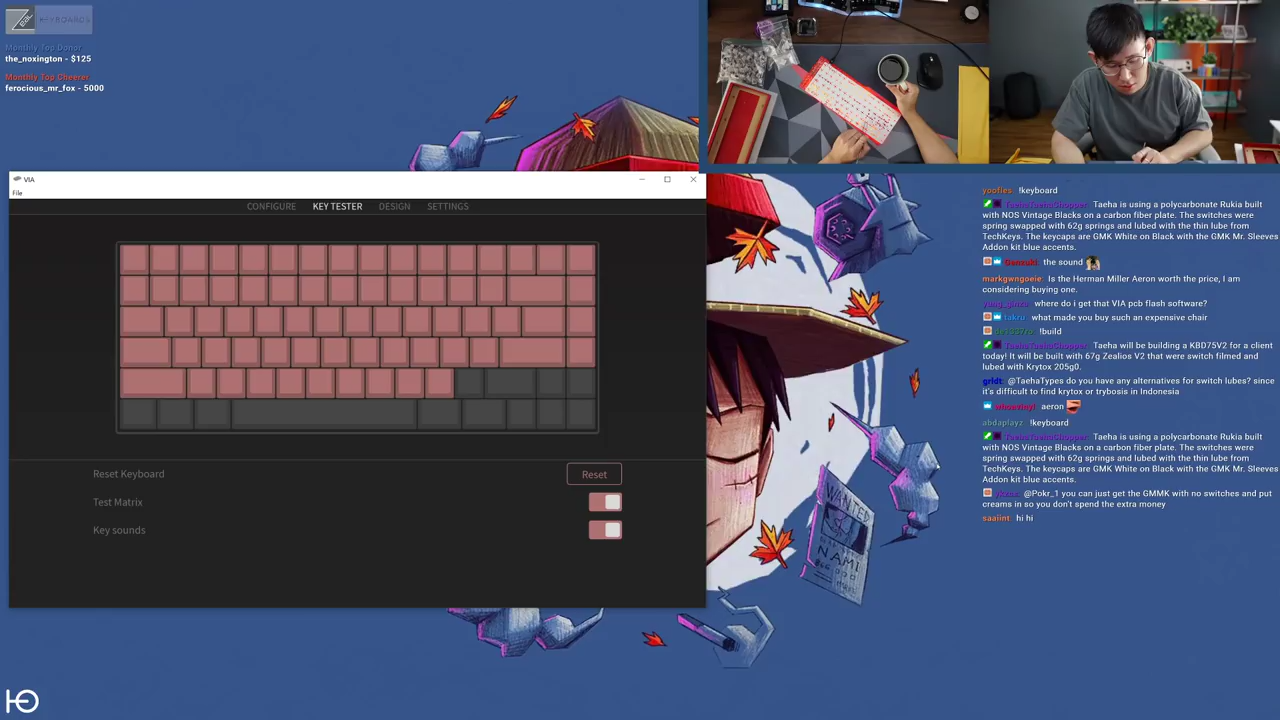 KEYBOARDS
Monthly Top Donor
the_noxington - $125
Monthly Top Cheerer
ferocious_mr_fox - 5000
VIA
File
CONFIGURE KEY TESTER DESIGN SETTINGS
Reset Keyboard Reset
Test Matrix
Key sounds
WANTED
NAMI
yoofies !keyboard
TaehaTaehaChopper: Taeha is using a polycarbonate Rukia built
with NOS Vintage Blacks on a carbon fiber plate. The switches were
spring swapped with 62g springs and lubed with the thin lube from
TechKeys. The keycaps are GMK White on Black with the GMK Mr. Sleeves
Addon kit blue accents.
the sound
markgwngoeie: Is the Herman Miller Aeron worth the price, I am
considering buying one.
where do i get that VIA pcb flash software?
takru: what made you buy such an expensive chair
!build
TaehaTaehaChopper: Taeha will be building a KBD75V2 for a client
today! It will be built with 67g Zealios V2 that were switch filmed and
lubed with Krytox 205g0.
grldt: @TaehaTypes do you have any alternatives for switch lubes? since
it's difficult to find krytox or trybosis in Indonesia
aeron
abdaplayz: !keyboard
TaehaTaehaChopper: Taeha is using a polycarbonate Rukia built
with NOS Vintage Blacks on a carbon fiber plate. The switches were
spring swapped with 62g springs and lubed with the thin lube from
TechKeys. The keycaps are GMK White on Black with the GMK Mr. Sleeves
Addon kit blue accents.
@Pokr_1 you can just get the GMMK with no switches and put
creams in so you don't spend the extra money
saaiint: hi hi